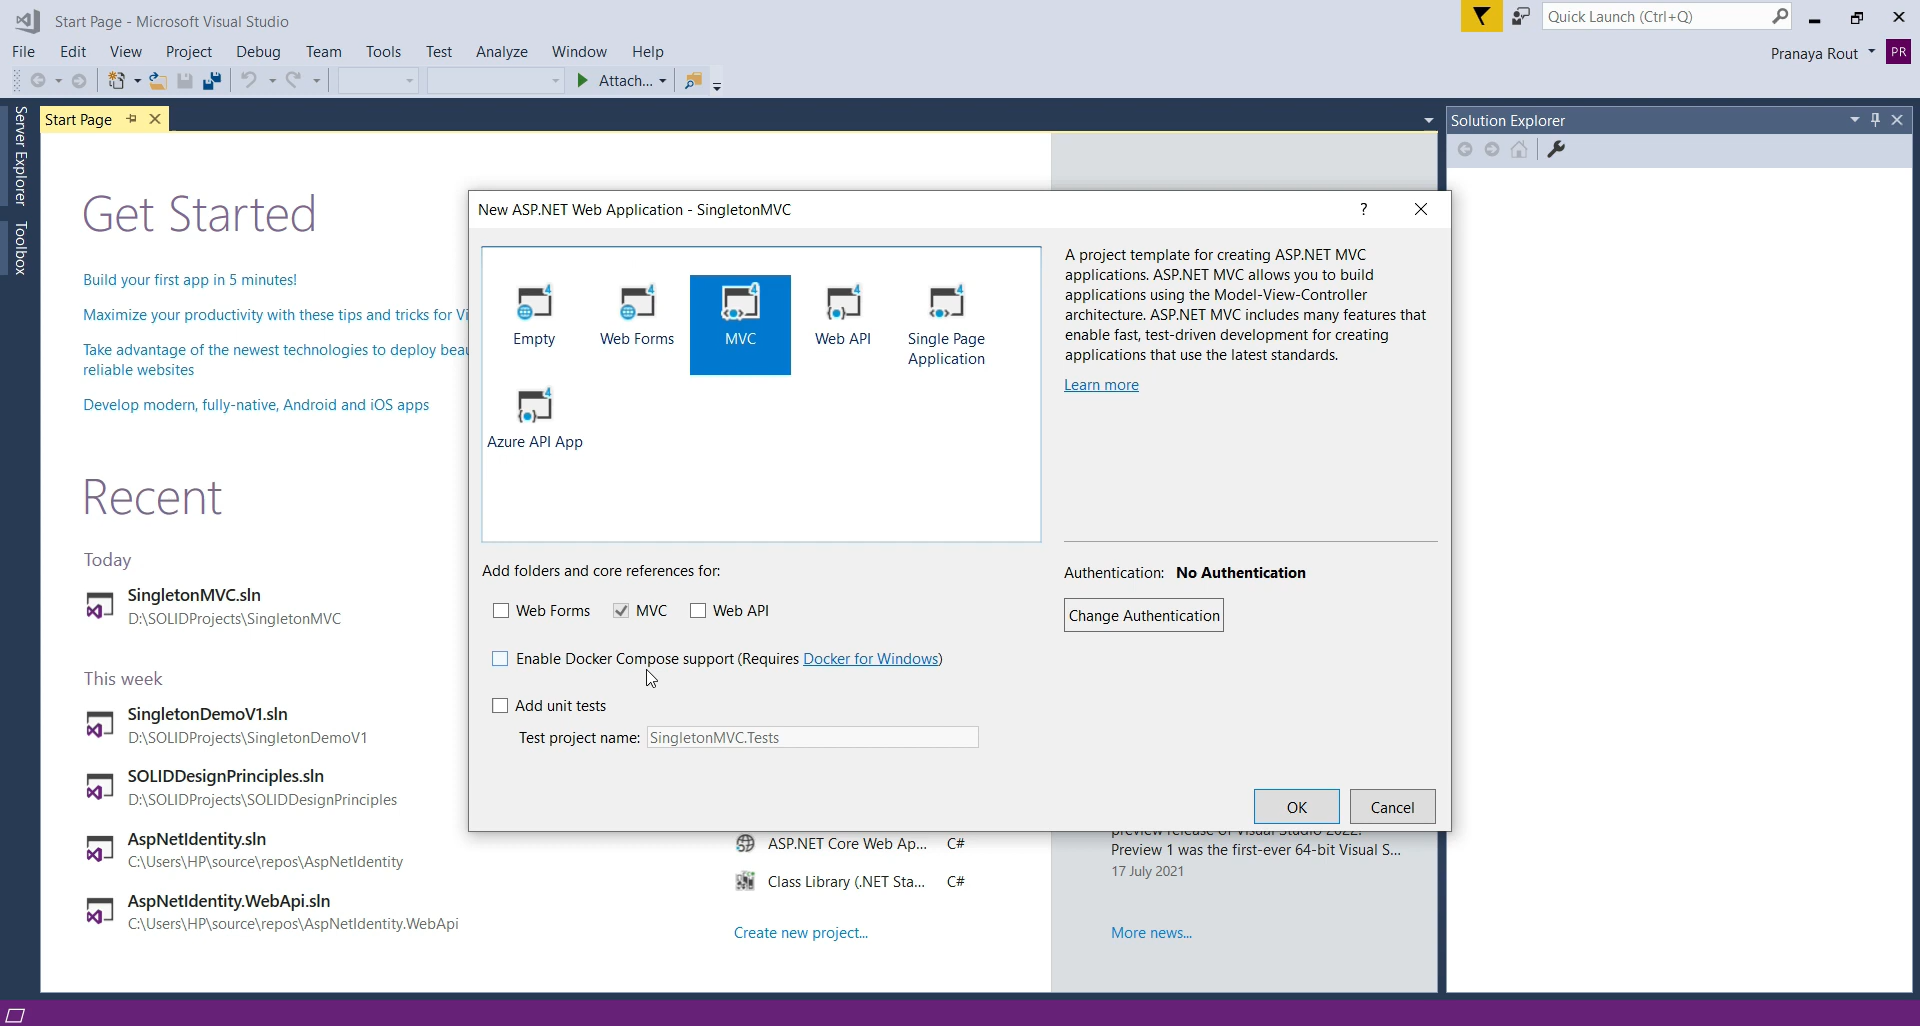 Start Page - Microsoft Visual Studio
Quick Launch (Ctrl+Q)
File Edit View Project Debug Team Tools Test Analyze Window Help
Pranaya Rout PR
Attach...
Server Explorer
Toolbox
Start Page
Solution Explorer
Get Started
Build your first app in 5 minutes!
Maximize your productivity with these tips and tricks for Vi
Take advantage of the newest technologies to deploy beau
reliable websites
Develop modern, fully-native, Android and iOS apps
Recent
Today
SingletonMVC.sln
D:\SOLIDProjects\SingletonMVC
This week
SingletonDemoV1.sln
D:\SOLIDProjects\SingletonDemoV1
SOLIDDesignPrinciples.sln
D:\SOLIDProjects\SOLIDDesignPrinciples
AspNetIdentity.sln
C:\Users\HP\source\repos\AspNetIdentity
AspNetIdentity.WebApi.sln
C:\Users\HP\source\repos\AspNetIdentity.WebApi
New ASP.NET Web Application - SingletonMVC
?
Empty
Web Forms
MVC
Web API
Single Page
Application
Azure API App
A project template for creating ASP.NET MVC
applications. ASP.NET MVC allows you to build
applications using the Model-View-Controller
architecture. ASP.NET MVC includes many features that
enable fast, test-driven development for creating
applications that use the latest standards.
Learn more
Add folders and core references for:
Web Forms MVC Web API
Enable Docker Compose support (Requires Docker for Windows)
Add unit tests
Test project name: SingletonMVC.Tests
Authentication: No Authentication
Change Authentication
OK Cancel
ASP.NET Core Web Ap... C#
Class Library (.NET Sta... C#
Create new project...
preview release of Visual Studio 2022.
Preview 1 was the first-ever 64-bit Visual S...
17 July 2021
More news...